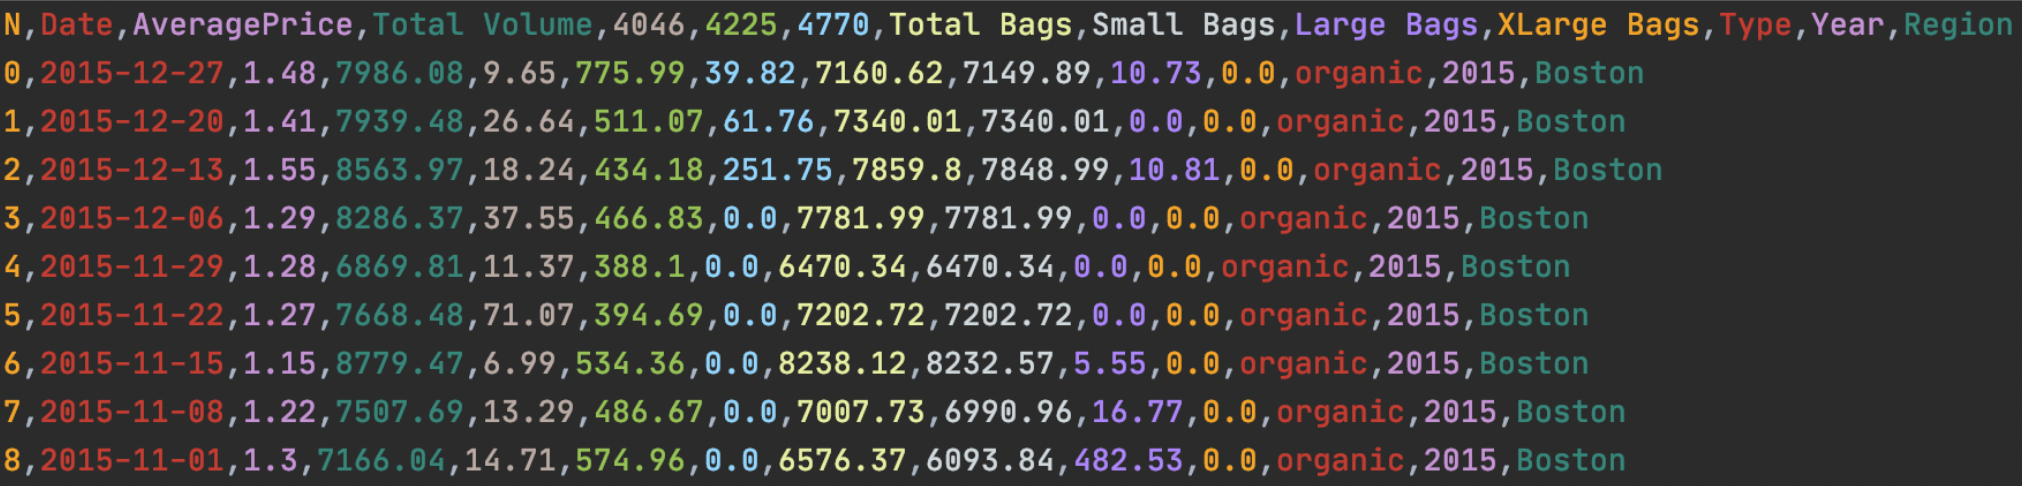 N,Date,AveragePrice,Total Volume,4046,4225,4770,Total Bags,Small Bags,Large Bags,XLarge Bags,Type,Year,Region
0,2015-12-27,1.48,7986.08,9.65,775.99,39.82,7160.62,7149.89,10.73,0.0,organic,2015,Boston
1,2015-12-20,1.41,7939.48,26.64,511.07,61.76,7340.01,7340.01,0.0,0.0,organic,2015,Boston
2,2015-12-13,1.55,8563.97,18.24,434.18,251.75,7859.8,7848.99,10.81,0.0,organic,2015,Boston
3,2015-12-06,1.29,8286.37,37.55,466.83,0.0,7781.99,7781.99,0.0,0.0,organic,2015,Boston
4,2015-11-29,1.28,6869.81,11.37,388.1,0.0,6470.34,6470.34,0.0,0.0,organic,2015,Boston
5,2015-11-22,1.27,7668.48,71.07,394.69,0.0,7202.72,7202.72,0.0,0.0,organic,2015,Boston
6,2015-11-15,1.15,8779.47,6.99,534.36,0.0,8238.12,8232.57,5.55,0.0,organic,2015,Boston
7,2015-11-08,1.22,7507.69,13.29,486.67,0.0,7007.73,6990.96,16.77,0.0,organic,2015,Boston
8,2015-11-01,1.3,7166.04,14.71,574.96,0.0,6576.37,6093.84,482.53,0.0,organic,2015,Boston